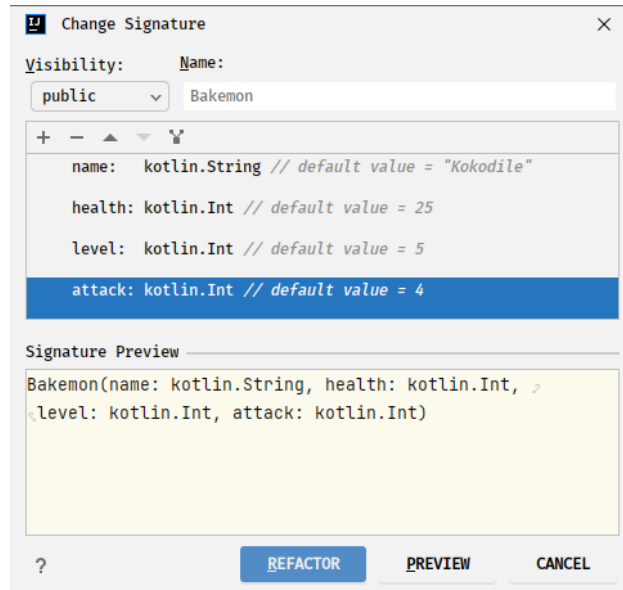 IJ Change Signature
Visibility: Name:
public Bakemon
name: kotlin.String // default value = "Kokodile"
health: kotlin.Int // default value = 25
level: kotlin.Int // default value = 5
attack: kotlin.Int // default value = 4
Signature Preview
Bakemon(name: kotlin.String, health: kotlin.Int,
level: kotlin.Int, attack: kotlin.Int)
? REFACTOR PREVIEW CANCEL